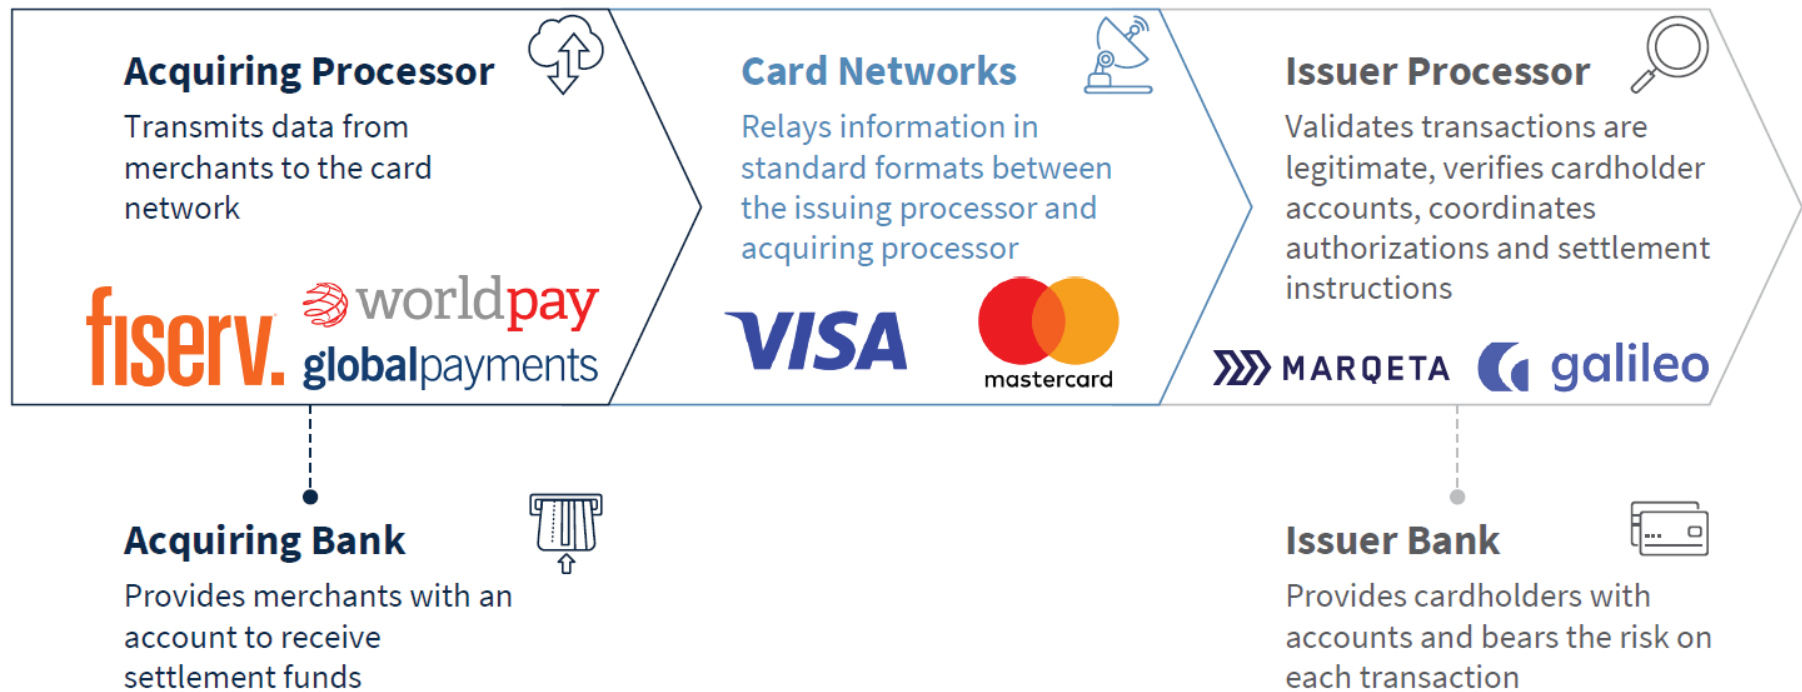 Acquiring Processor
Transmits data from
merchants to the card
network
fiserv.
worldpay
globalpayments
Card Networks
Relays information in
standard formats between
the issuing processor and
acquiring processor
VISA
mastercard
Issuer Processor
Validates transactions are
legitimate, verifies cardholder
accounts, coordinates
authorizations and settlement
instructions
MARQETA
galileo
Acquiring Bank
Provides merchants with an
account to receive
settlement funds
Issuer Bank
Provides cardholders with
accounts and bears the risk on
each transaction